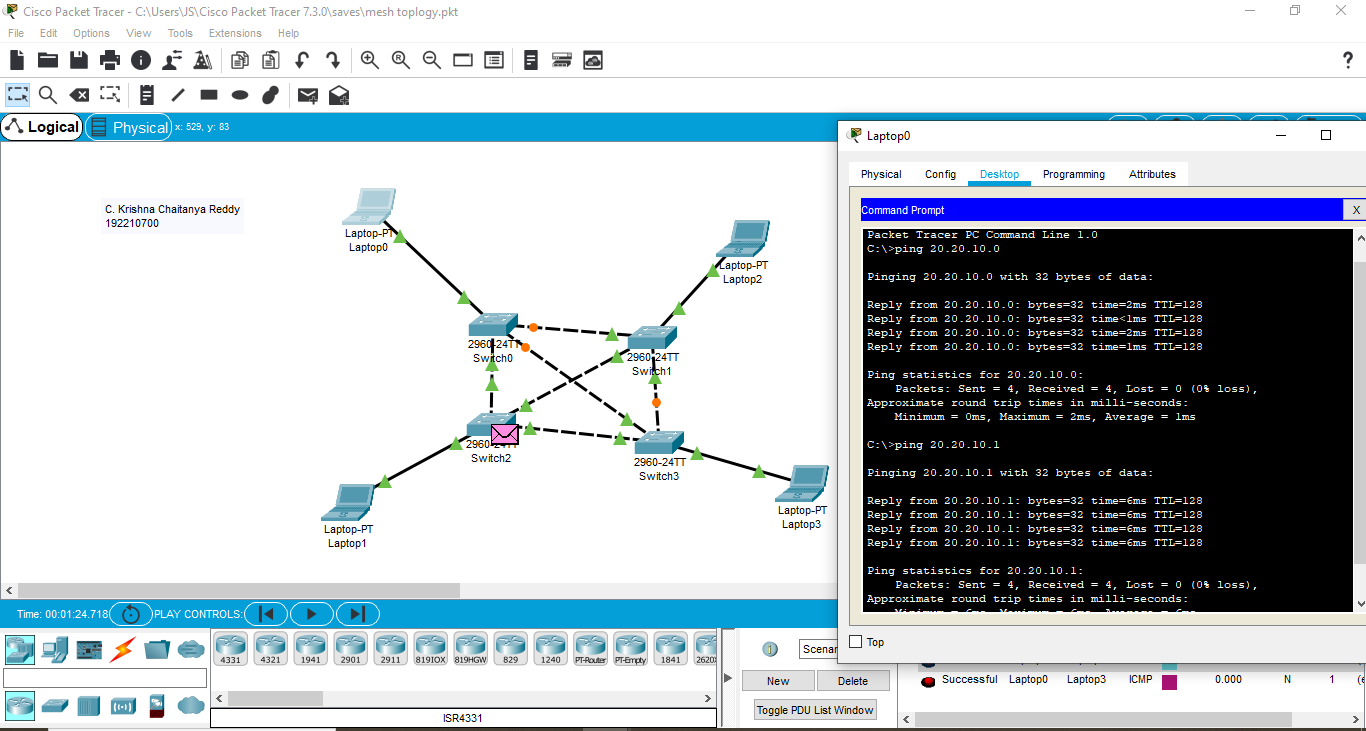 Cisco Packet Tracer - C:\Users\JS\Cisco Packet Tracer 7.3.0\saves\mesh toplogy.pkt
File Edit Options View Tools Extensions Help
?
Logical Physical x: 529, y: 83
C. Krishna Chaitanya Reddy
192210700
Laptop-PT
Laptop0
Laptop-PT
Laptop2
2960-24TT
Switch0
2960-24TT
Switch1
2960-24TT
Switch2
2960-24TT
Switch3
Laptop-PT
Laptop3
Laptop-PT
Laptop1
Laptop0
Physical Config Desktop Programming Attributes
Command Prompt X
Packet Tracer PC Command Line 1.0
C:\>ping 20.20.10.0
Pinging 20.20.10.0 with 32 bytes of data:
Reply from 20.20.10.0: bytes=32 time=2ms TTL=128
Reply from 20.20.10.0: bytes=32 time<1ms TTL=128
Reply from 20.20.10.0: bytes=32 time=2ms TTL=128
Reply from 20.20.10.0: bytes=32 time=1ms TTL=128
Ping statistics for 20.20.10.0:
Packets: Sent = 4, Received = 4, Lost = 0 (0% loss),
Approximate round trip times in milli-seconds:
Minimum = 0ms, Maximum = 2ms, Average = 1ms
C:\>ping 20.20.10.1
Pinging 20.20.10.1 with 32 bytes of data:
Reply from 20.20.10.1: bytes=32 time=6ms TTL=128
Reply from 20.20.10.1: bytes=32 time=6ms TTL=128
Reply from 20.20.10.1: bytes=32 time=6ms TTL=128
Reply from 20.20.10.1: bytes=32 time=6ms TTL=128
Ping statistics for 20.20.10.1:
Packets: Sent = 4, Received = 4, Lost = 0 (0% loss),
Approximate round trip times in milli-seconds:
Minimum = 6ms, Maximum = 6ms, Average = 6ms
Top
Time: 00:01:24.718 PLAY CONTROLS:
4331 4321 1941 2901 2911 819IOX 819HGW 829 1240 PT-Router PT-Empty 1841 2620X
ISR4331
Scenar
New Delete
Toggle PDU List Window
Successful Laptop0 Laptop3 ICMP 0.000 N 1 (e